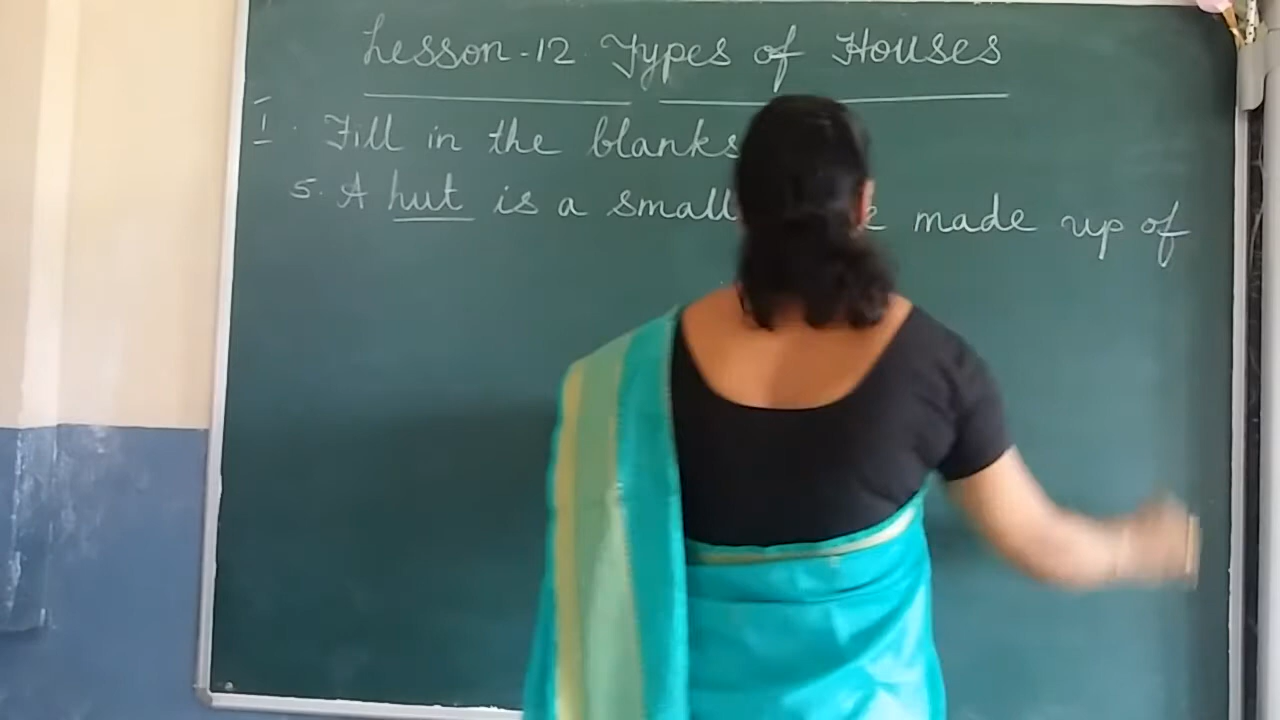 Lesson-12 Types of Houses
I. Fill in the blanks
5. A hut is a small made up of